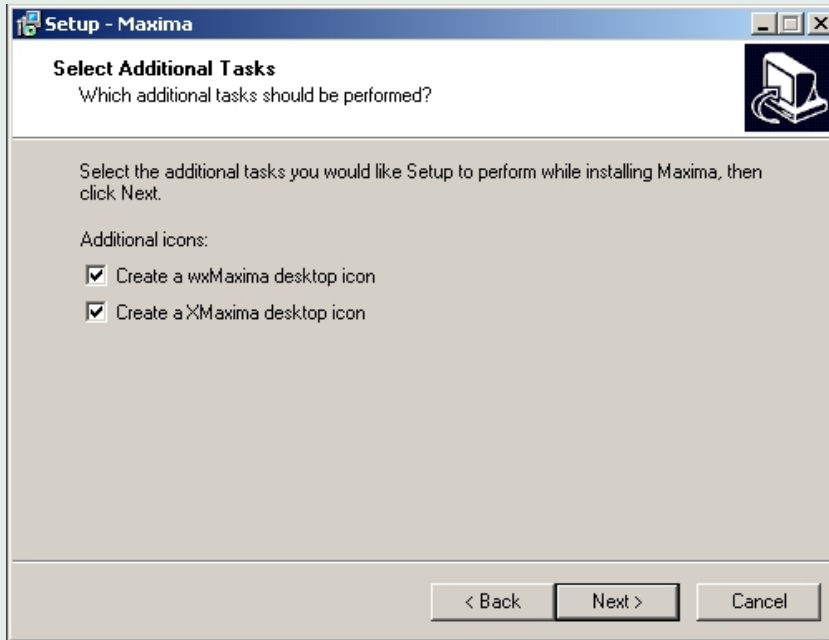 Setup - Maxima
Select Additional Tasks
Which additional tasks should be performed?
Select the additional tasks you would like Setup to perform while installing Maxima, then
click Next.
Additional icons:
Create a wxMaxima desktop icon
Create a XMaxima desktop icon
< Back Next > Cancel